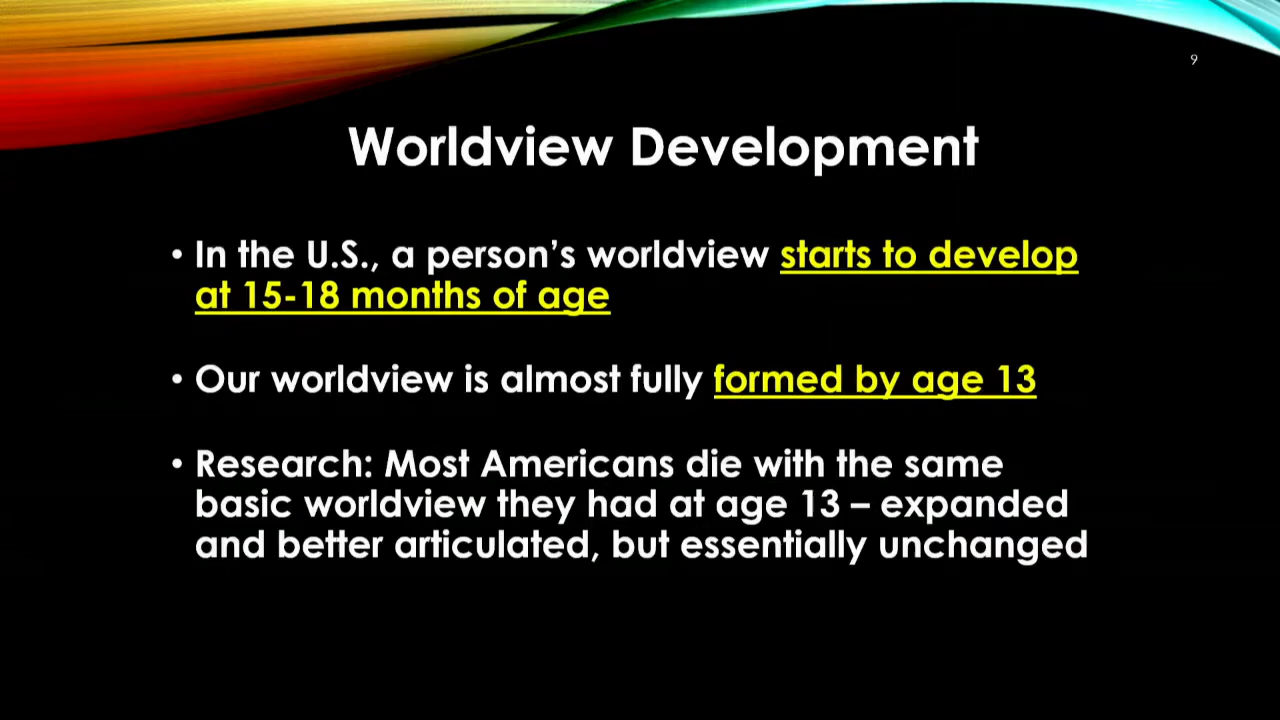 9
Worldview Development
• In the U.S., a person’s worldview starts to develop
at 15-18 months of age
• Our worldview is almost fully formed by age 13
• Research: Most Americans die with the same
basic worldview they had at age 13 – expanded
and better articulated, but essentially unchanged